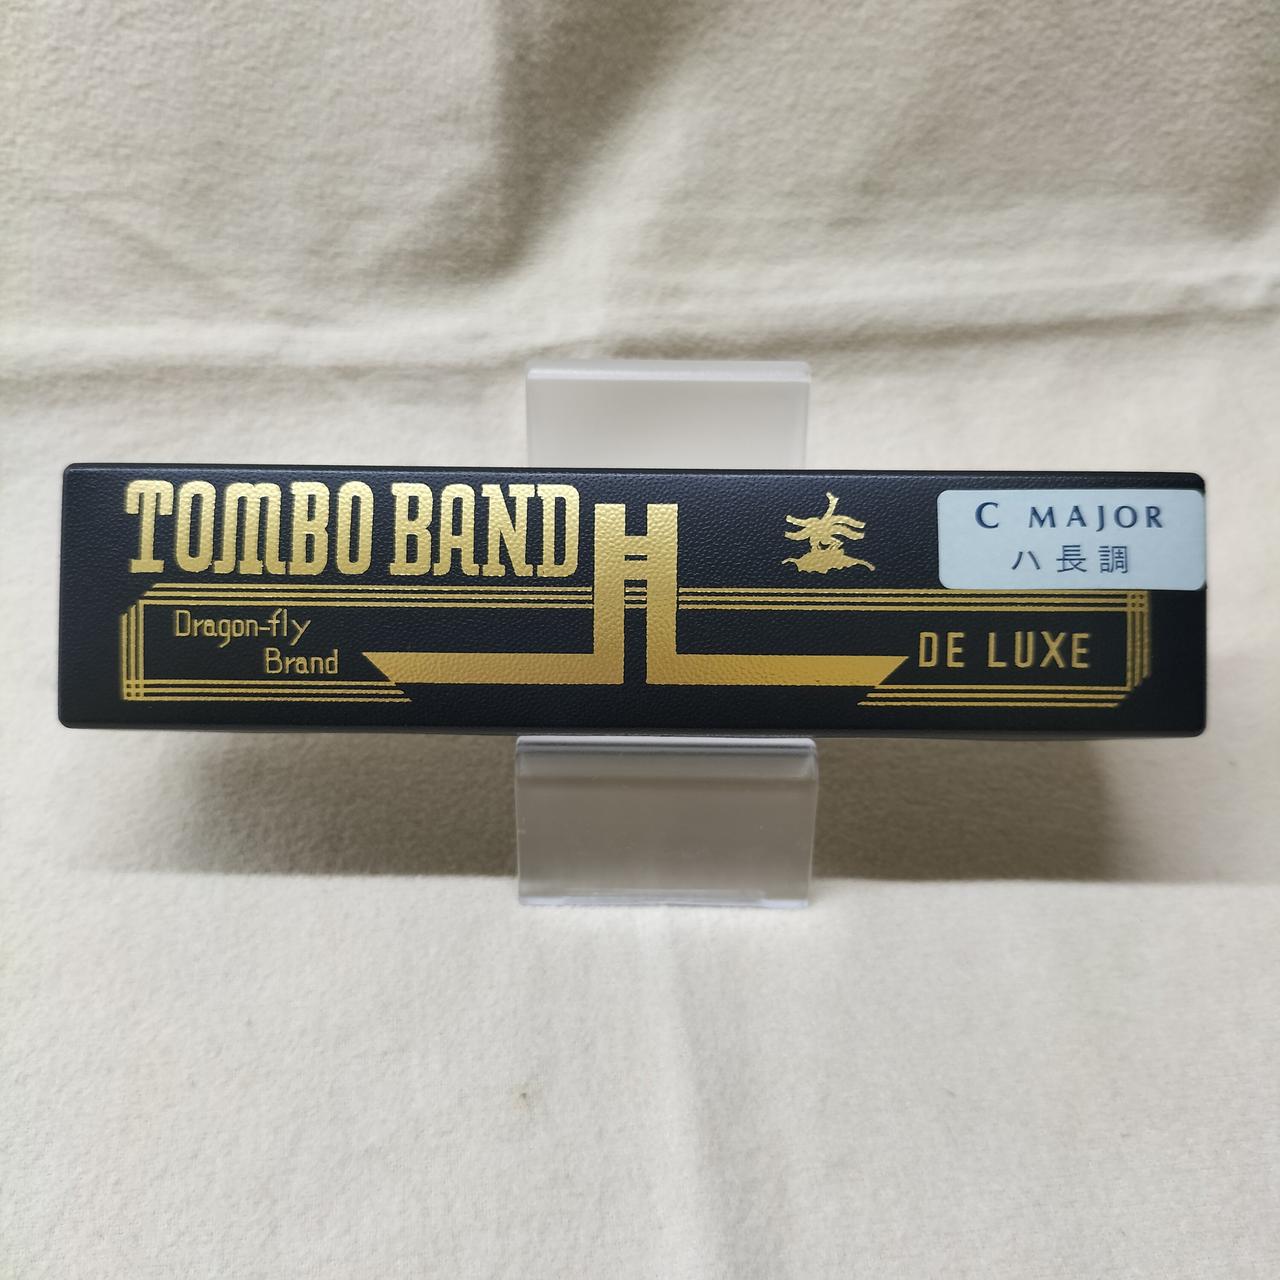 TOMBO BAND
H
C MAJOR
ハ長調
Dragon-fly
Brand
DE LUXE